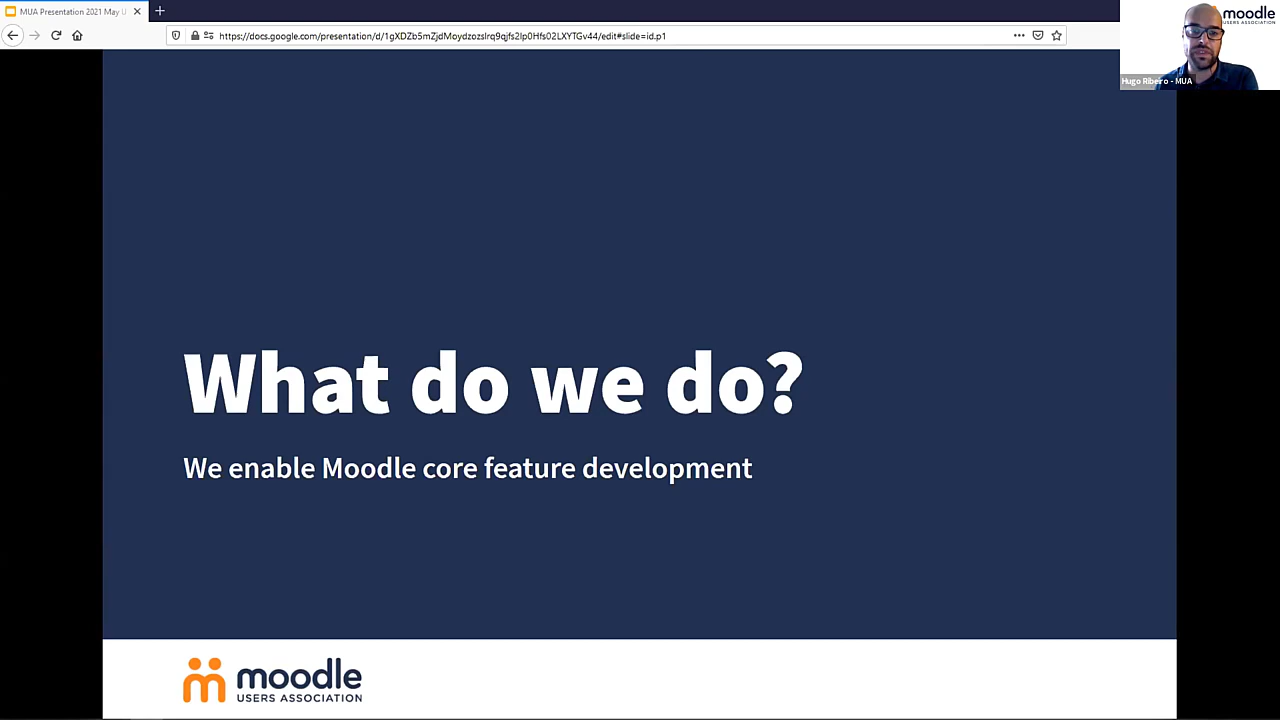 MUA Presentation 2021 May U
https://docs.google.com/presentation/d/1gXDZb5mZjdMoydzozslrq9qjfs2lp0Hfs02LXYTGv44/edit#slide=id.p1
moodle
USERS ASSOCIATION
Hugo Ribeiro - MUA
What do we do?
We enable Moodle core feature development
moodle
USERS ASSOCIATION